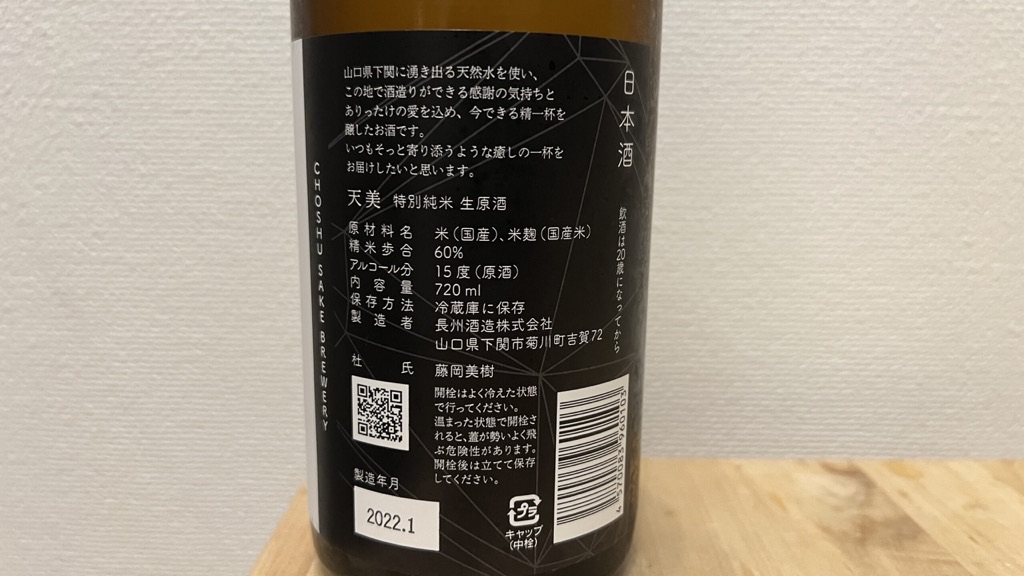 山口県下関に湧き出る天然水を使い、
この地で酒造りができる感謝の気持ちと
ありったけの愛を込め、今できる精一杯を
醸したお酒です。
いつもそっと寄り添うような癒しの一杯を
お届けしたいと思います。
天美 特別純米 生原酒
原材料名 米(国産)、米麹(国産米)
精米歩合 60%
アルコール分 15度(原酒)
内容量 720ml
保存方法 冷蔵庫に保存
製造者 長州酒造株式会社
山口県下関市菊川町吉賀72
杜氏 藤岡美樹
開栓はよく冷えた状態
で行ってください。
温まった状態で開栓さ
れると、蓋が勢いよく飛
ぶ危険性があります。
開栓後は立てて保存
してください。
製造年月
2022.1
プラ
キャップ
(中栓)
日本酒
飲酒は20歳になってから
CHOSHU SAKE BREWERY